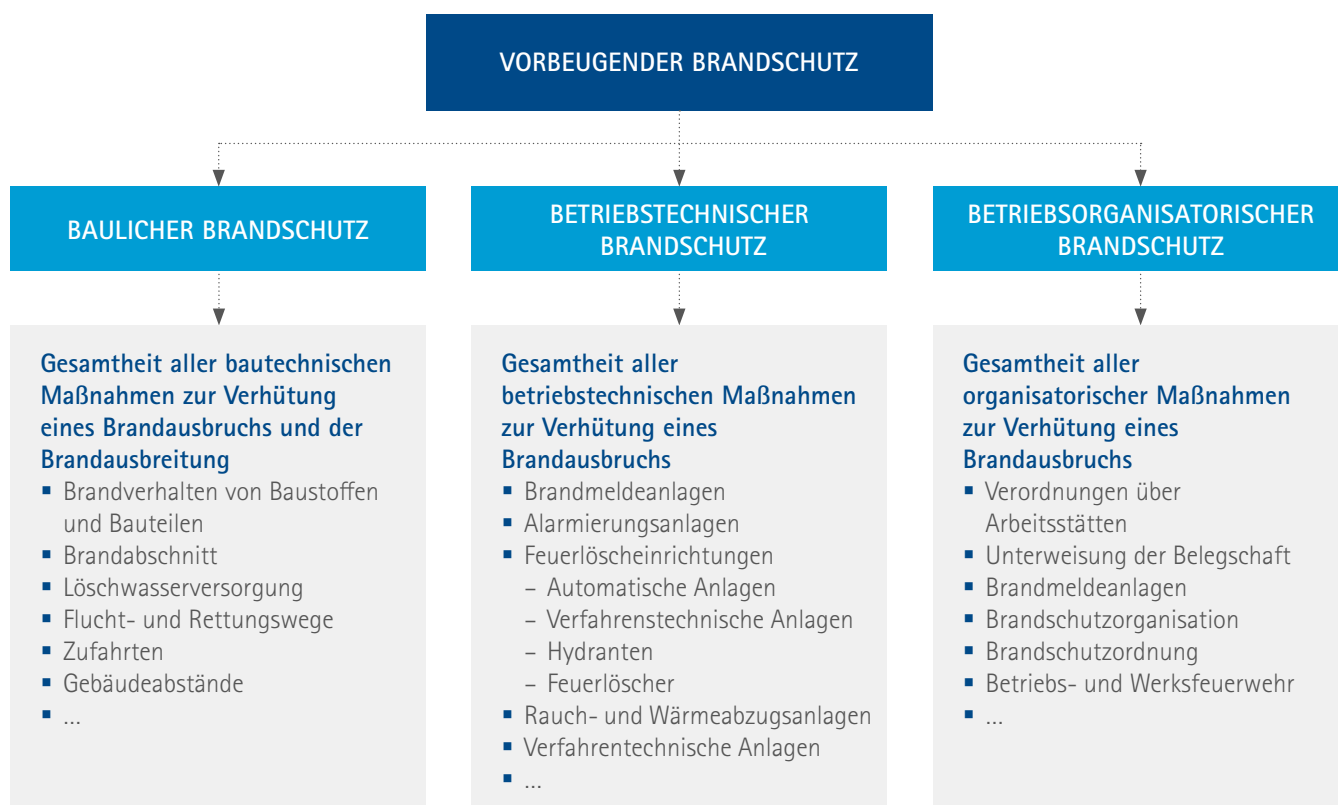 VORBEUGENDER BRANDSCHUTZ
BAULICHER BRANDSCHUTZ
Gesamtheit aller bautechnischen
Maßnahmen zur Verhütung
eines Brandausbruchs und der
Brandausbreitung
▪ Brandverhalten von Baustoffen
und Bauteilen
▪ Brandabschnitt
▪ Löschwasserversorgung
▪ Flucht- und Rettungswege
▪ Zufahrten
▪ Gebäudeabstände
▪ ...
BETRIEBSTECHNISCHER
BRANDSCHUTZ
Gesamtheit aller
betriebstechnischen Maßnahmen
zur Verhütung eines
Brandausbruchs
▪ Brandmeldeanlagen
▪ Alarmierungsanlagen
▪ Feuerlöscheinrichtungen
– Automatische Anlagen
– Verfahrenstechnische Anlagen
– Hydranten
– Feuerlöscher
▪ Rauch- und Wärmeabzugsanlagen
▪ Verfahrentechnische Anlagen
▪ ...
BETRIEBSORGANISATORISCHER
BRANDSCHUTZ
Gesamtheit aller
organisatorischer Maßnahmen
zur Verhütung eines
Brandausbruchs
▪ Verordnungen über
Arbeitsstätten
▪ Unterweisung der Belegschaft
▪ Brandmeldeanlagen
▪ Brandschutzorganisation
▪ Brandschutzordnung
▪ Betriebs- und Werksfeuerwehr
▪ ...